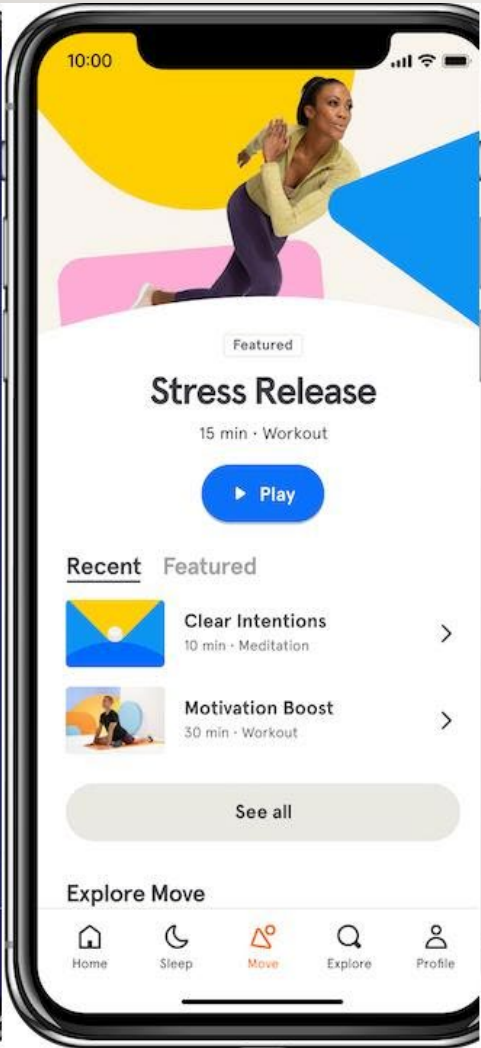 10:00
Featured
Stress Release
15 min · Workout
Play
Recent Featured
Clear Intentions
10 min · Meditation
Motivation Boost
30 min · Workout
See all
Explore Move
Home Sleep Move Explore Profile